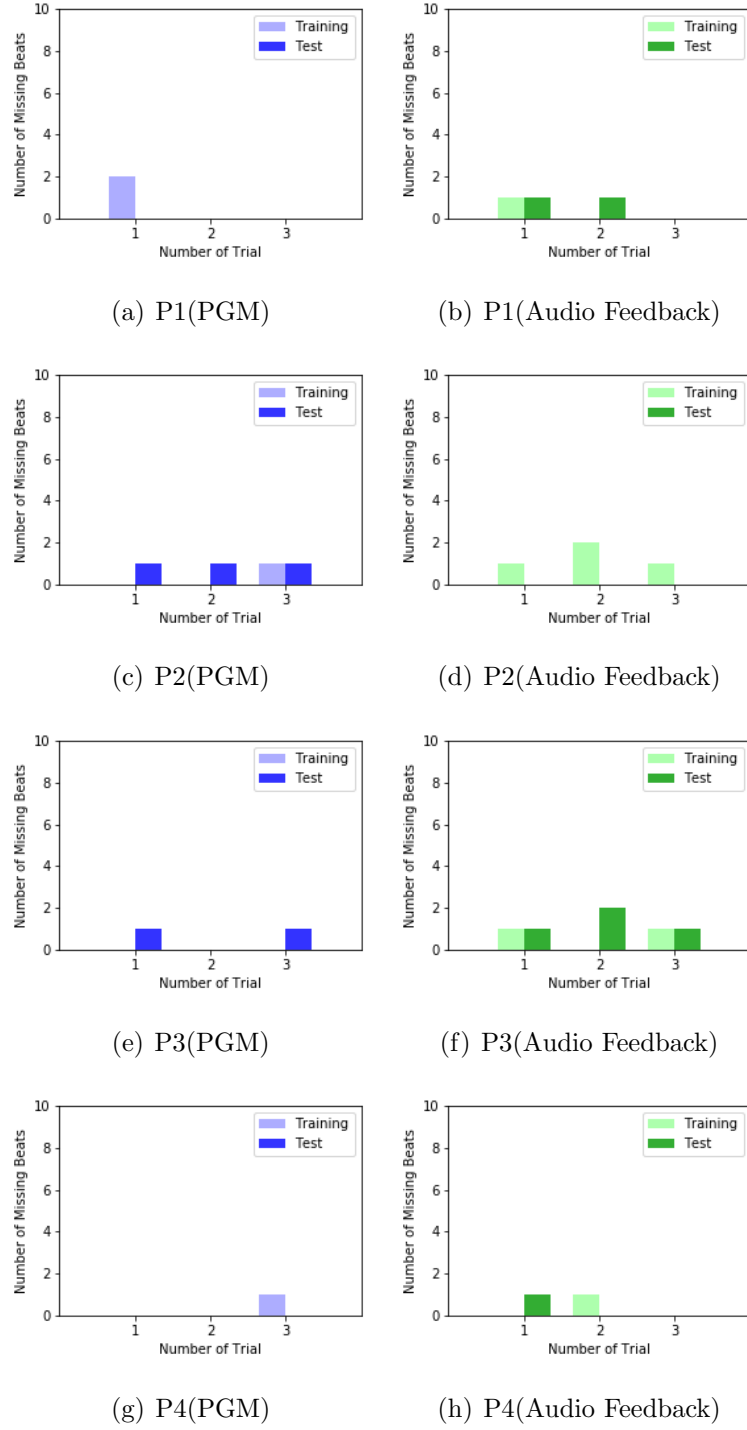 10
8
6
4
2
0
Number of Missing Beats
Training
Test
1 2 3
Number of Trial
(a) P1(PGM)
10
8
6
4
2
0
Number of Missing Beats
Training
Test
1 2 3
Number of Trial
(b) P1(Audio Feedback)
10
8
6
4
2
0
Number of Missing Beats
Training
Test
1 2 3
Number of Trial
(c) P2(PGM)
10
8
6
4
2
0
Number of Missing Beats
Training
Test
1 2 3
Number of Trial
(d) P2(Audio Feedback)
10
8
6
4
2
0
Number of Missing Beats
Training
Test
1 2 3
Number of Trial
(e) P3(PGM)
10
8
6
4
2
0
Number of Missing Beats
Training
Test
1 2 3
Number of Trial
(f) P3(Audio Feedback)
10
8
6
4
2
0
Number of Missing Beats
Training
Test
1 2 3
Number of Trial
(g) P4(PGM)
10
8
6
4
2
0
Number of Missing Beats
Training
Test
1 2 3
Number of Trial
(h) P4(Audio Feedback)